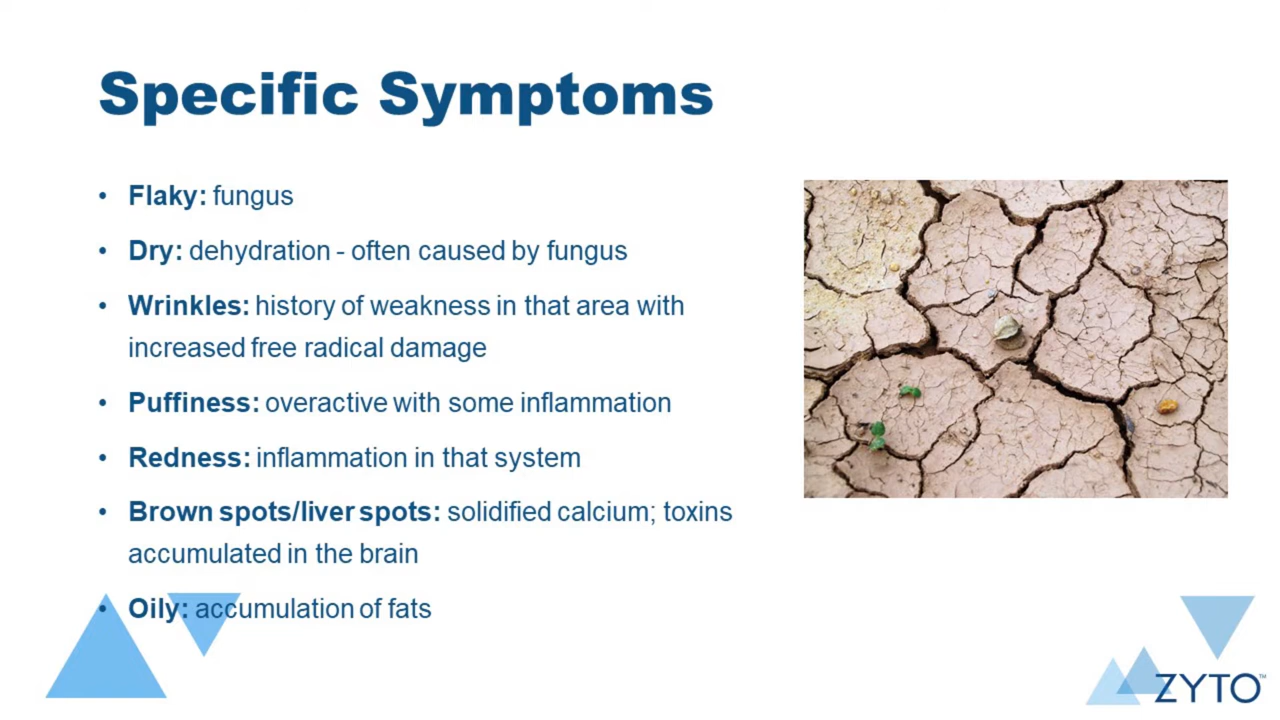 Specific Symptoms
• Flaky: fungus
• Dry: dehydration - often caused by fungus
• Wrinkles: history of weakness in that area with
increased free radical damage
• Puffiness: overactive with some inflammation
• Redness: inflammation in that system
• Brown spots/liver spots: solidified calcium; toxins
accumulated in the brain
• Oily: accumulation of fats
ZYTO™